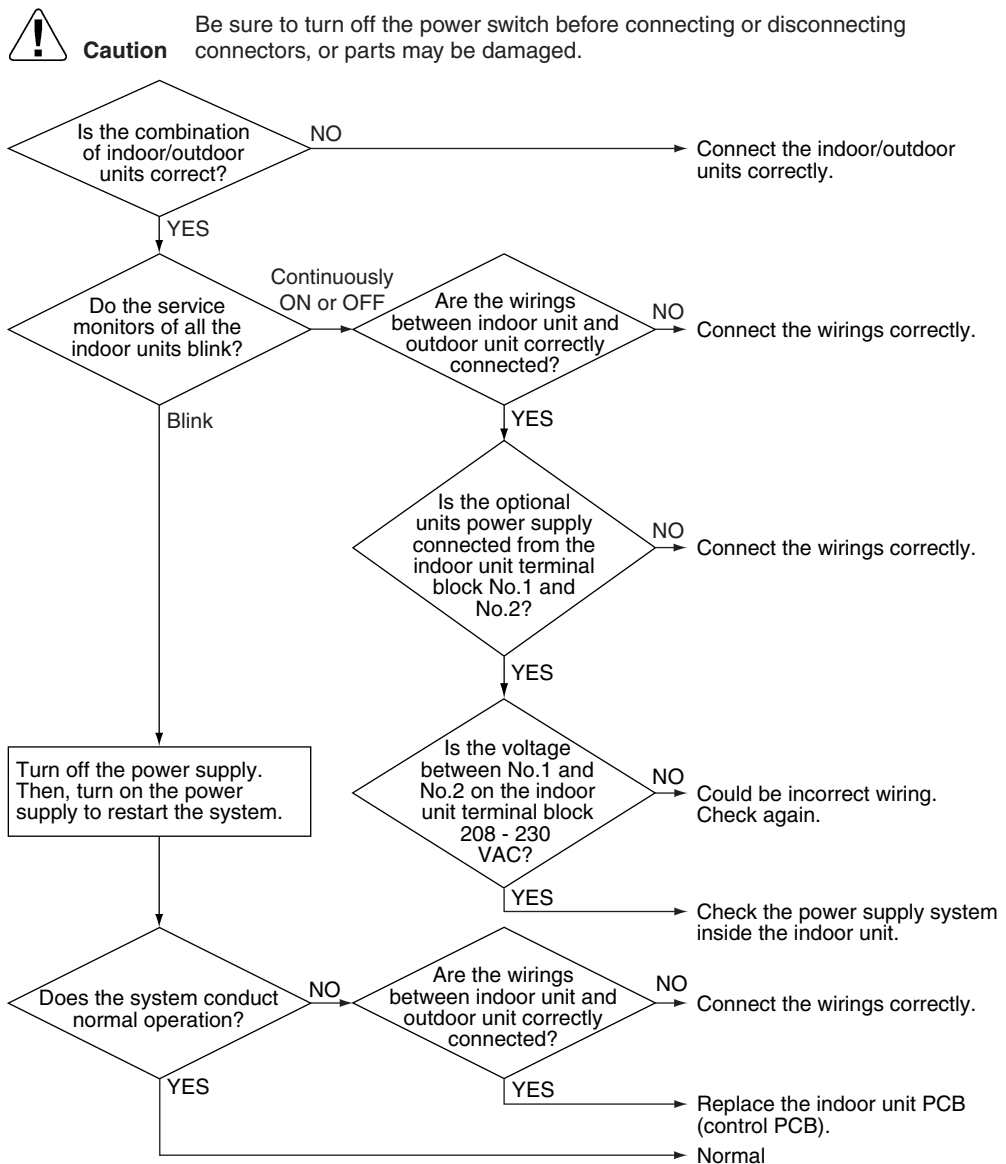 Be sure to turn off the power switch before connecting or disconnecting
Caution
connectors, or parts may be damaged.
Is the combination
of indoor/outdoor
units correct?
NO
Connect the indoor/outdoor
units correctly.
YES
Do the service
monitors of all the
indoor units blink?
Continuously
ON or OFF
Are the wirings
between indoor unit and
outdoor unit correctly
connected?
NO
Connect the wirings correctly.
Blink
YES
Is the optional
units power supply
connected from the
indoor unit terminal
block No.1 and
No.2?
NO
Connect the wirings correctly.
YES
Is the voltage
between No.1 and
No.2 on the indoor
unit terminal block
208 - 230
VAC?
NO
Could be incorrect wiring.
Check again.
YES
Check the power supply system
inside the indoor unit.
Turn off the power supply.
Then, turn on the power
supply to restart the system.
Does the system conduct
normal operation?
NO
Are the wirings
between indoor unit and
outdoor unit correctly
connected?
NO
Connect the wirings correctly.
YES
YES
Replace the indoor unit PCB
(control PCB).
Normal